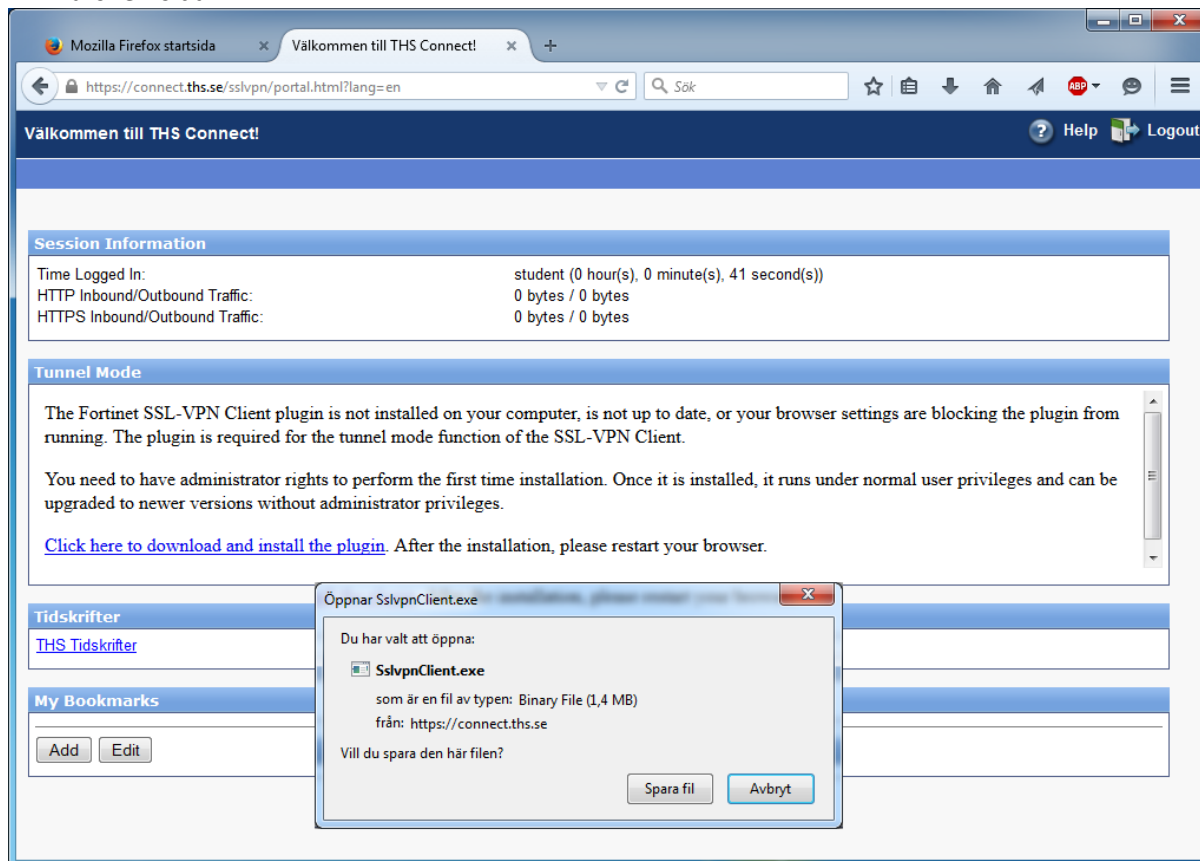 Mozilla Firefox startsida
Välkommen till THS Connect!
https://connect.ths.se/sslvpn/portal.html?lang=en
Sök
ABP
Välkommen till THS Connect!
Help
Logout
Session Information
Time Logged In: student (0 hour(s), 0 minute(s), 41 second(s))
HTTP Inbound/Outbound Traffic: 0 bytes / 0 bytes
HTTPS Inbound/Outbound Traffic: 0 bytes / 0 bytes
Tunnel Mode
The Fortinet SSL-VPN Client plugin is not installed on your computer, is not up to date, or your browser settings are blocking the plugin from
running. The plugin is required for the tunnel mode function of the SSL-VPN Client.
You need to have administrator rights to perform the first time installation. Once it is installed, it runs under normal user privileges and can be
upgraded to newer versions without administrator privileges.
Click here to download and install the plugin. After the installation, please restart your browser.
Tidskrifter
THS Tidskrifter
My Bookmarks
Add Edit
Öppnar SslvpnClient.exe
Du har valt att öppna:
SslvpnClient.exe
som är en fil av typen: Binary File (1,4 MB)
från: https://connect.ths.se
Vill du spara den här filen?
Spara fil Avbryt